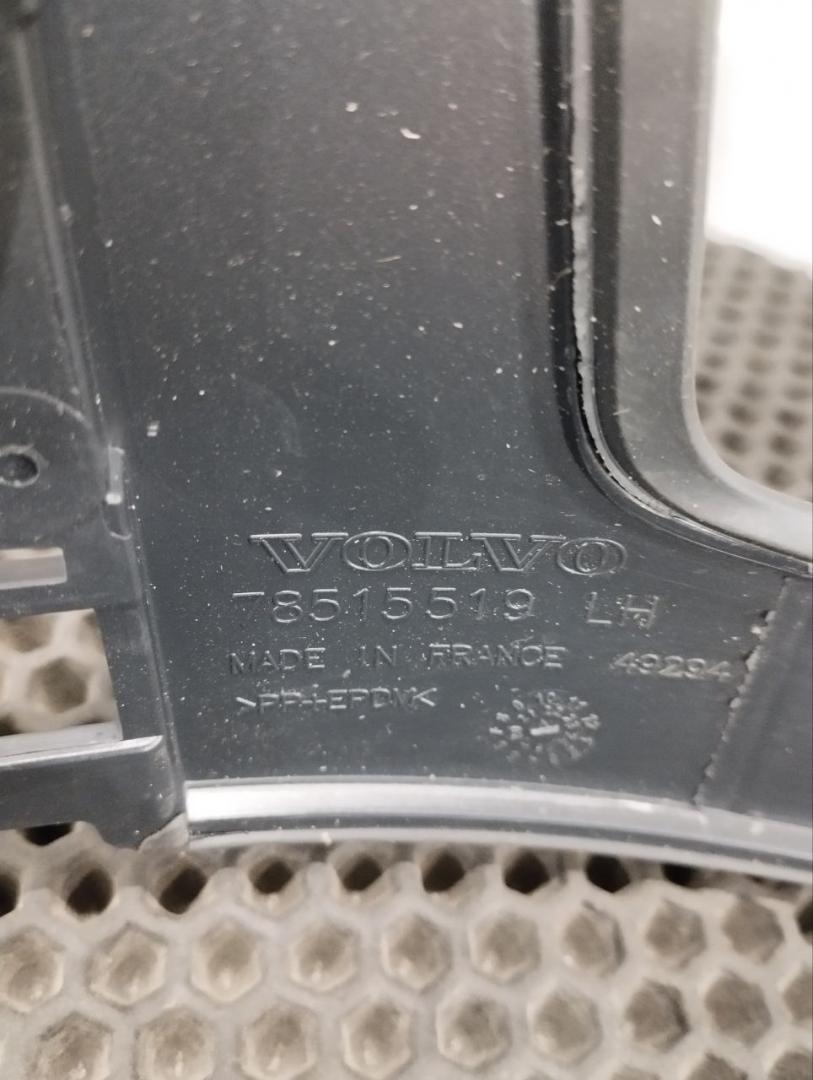 VOLVO
78515519 LH
MADE IN FRANCE 49294
>PP+EPDM<